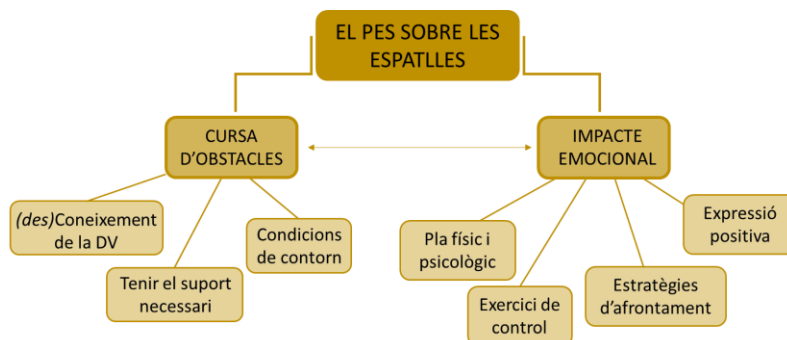 EL PES SOBRE LES
ESPATLLES
CURSA
D'OBSTACLES
IMPACTE
EMOCIONAL
(des)Coneixement
de la DV
Tenir el suport
necessari
Condicions
de contorn
Pla físic i
psicològic
Exercici de
control
Estratègies
d'afrontament
Expressió
positiva